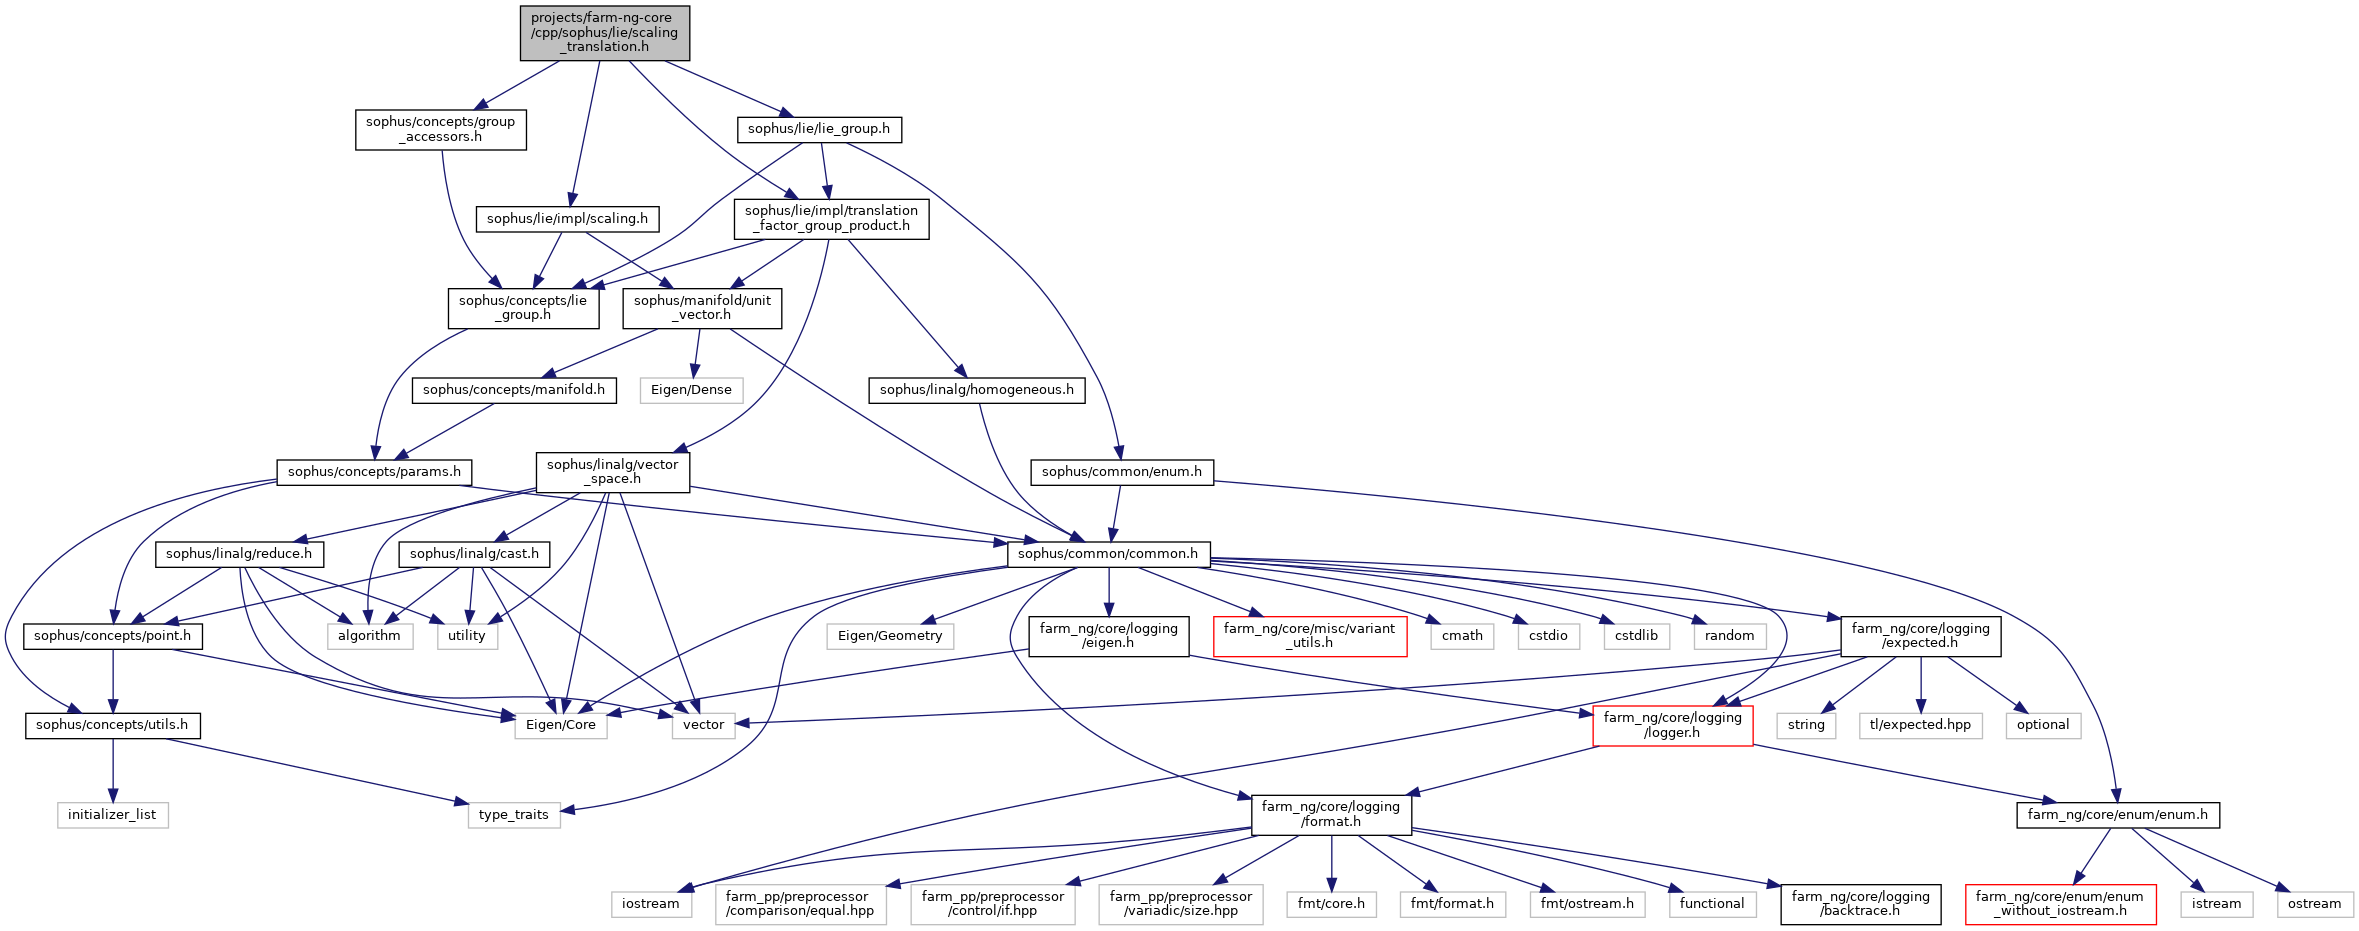 projects/farm-ng-core
/cpp/sophus/lie/scaling
_translation.h
sophus/concepts/group
_accessors.h
sophus/lie/lie_group.h
sophus/lie/impl/scaling.h
sophus/lie/impl/translation
_factor_group_product.h
sophus/concepts/lie
_group.h
sophus/manifold/unit
_vector.h
sophus/concepts/manifold.h
Eigen/Dense
sophus/linalg/homogeneous.h
sophus/concepts/params.h
sophus/linalg/vector
_space.h
sophus/common/enum.h
sophus/linalg/reduce.h
sophus/linalg/cast.h
sophus/common/common.h
sophus/concepts/point.h
algorithm
utility
Eigen/Geometry
farm_ng/core/logging
/eigen.h
farm_ng/core/misc/variant
_utils.h
cmath
cstdio
cstdlib
random
farm_ng/core/logging
/expected.h
sophus/concepts/utils.h
Eigen/Core
vector
farm_ng/core/logging
/logger.h
string
tl/expected.hpp
optional
initializer_list
type_traits
farm_ng/core/logging
/format.h
farm_ng/core/enum/enum.h
iostream
farm_pp/preprocessor
/comparison/equal.hpp
farm_pp/preprocessor
/control/if.hpp
farm_pp/preprocessor
/variadic/size.hpp
fmt/core.h
fmt/format.h
fmt/ostream.h
functional
farm_ng/core/logging
/backtrace.h
farm_ng/core/enum/enum
_without_iostream.h
istream
ostream